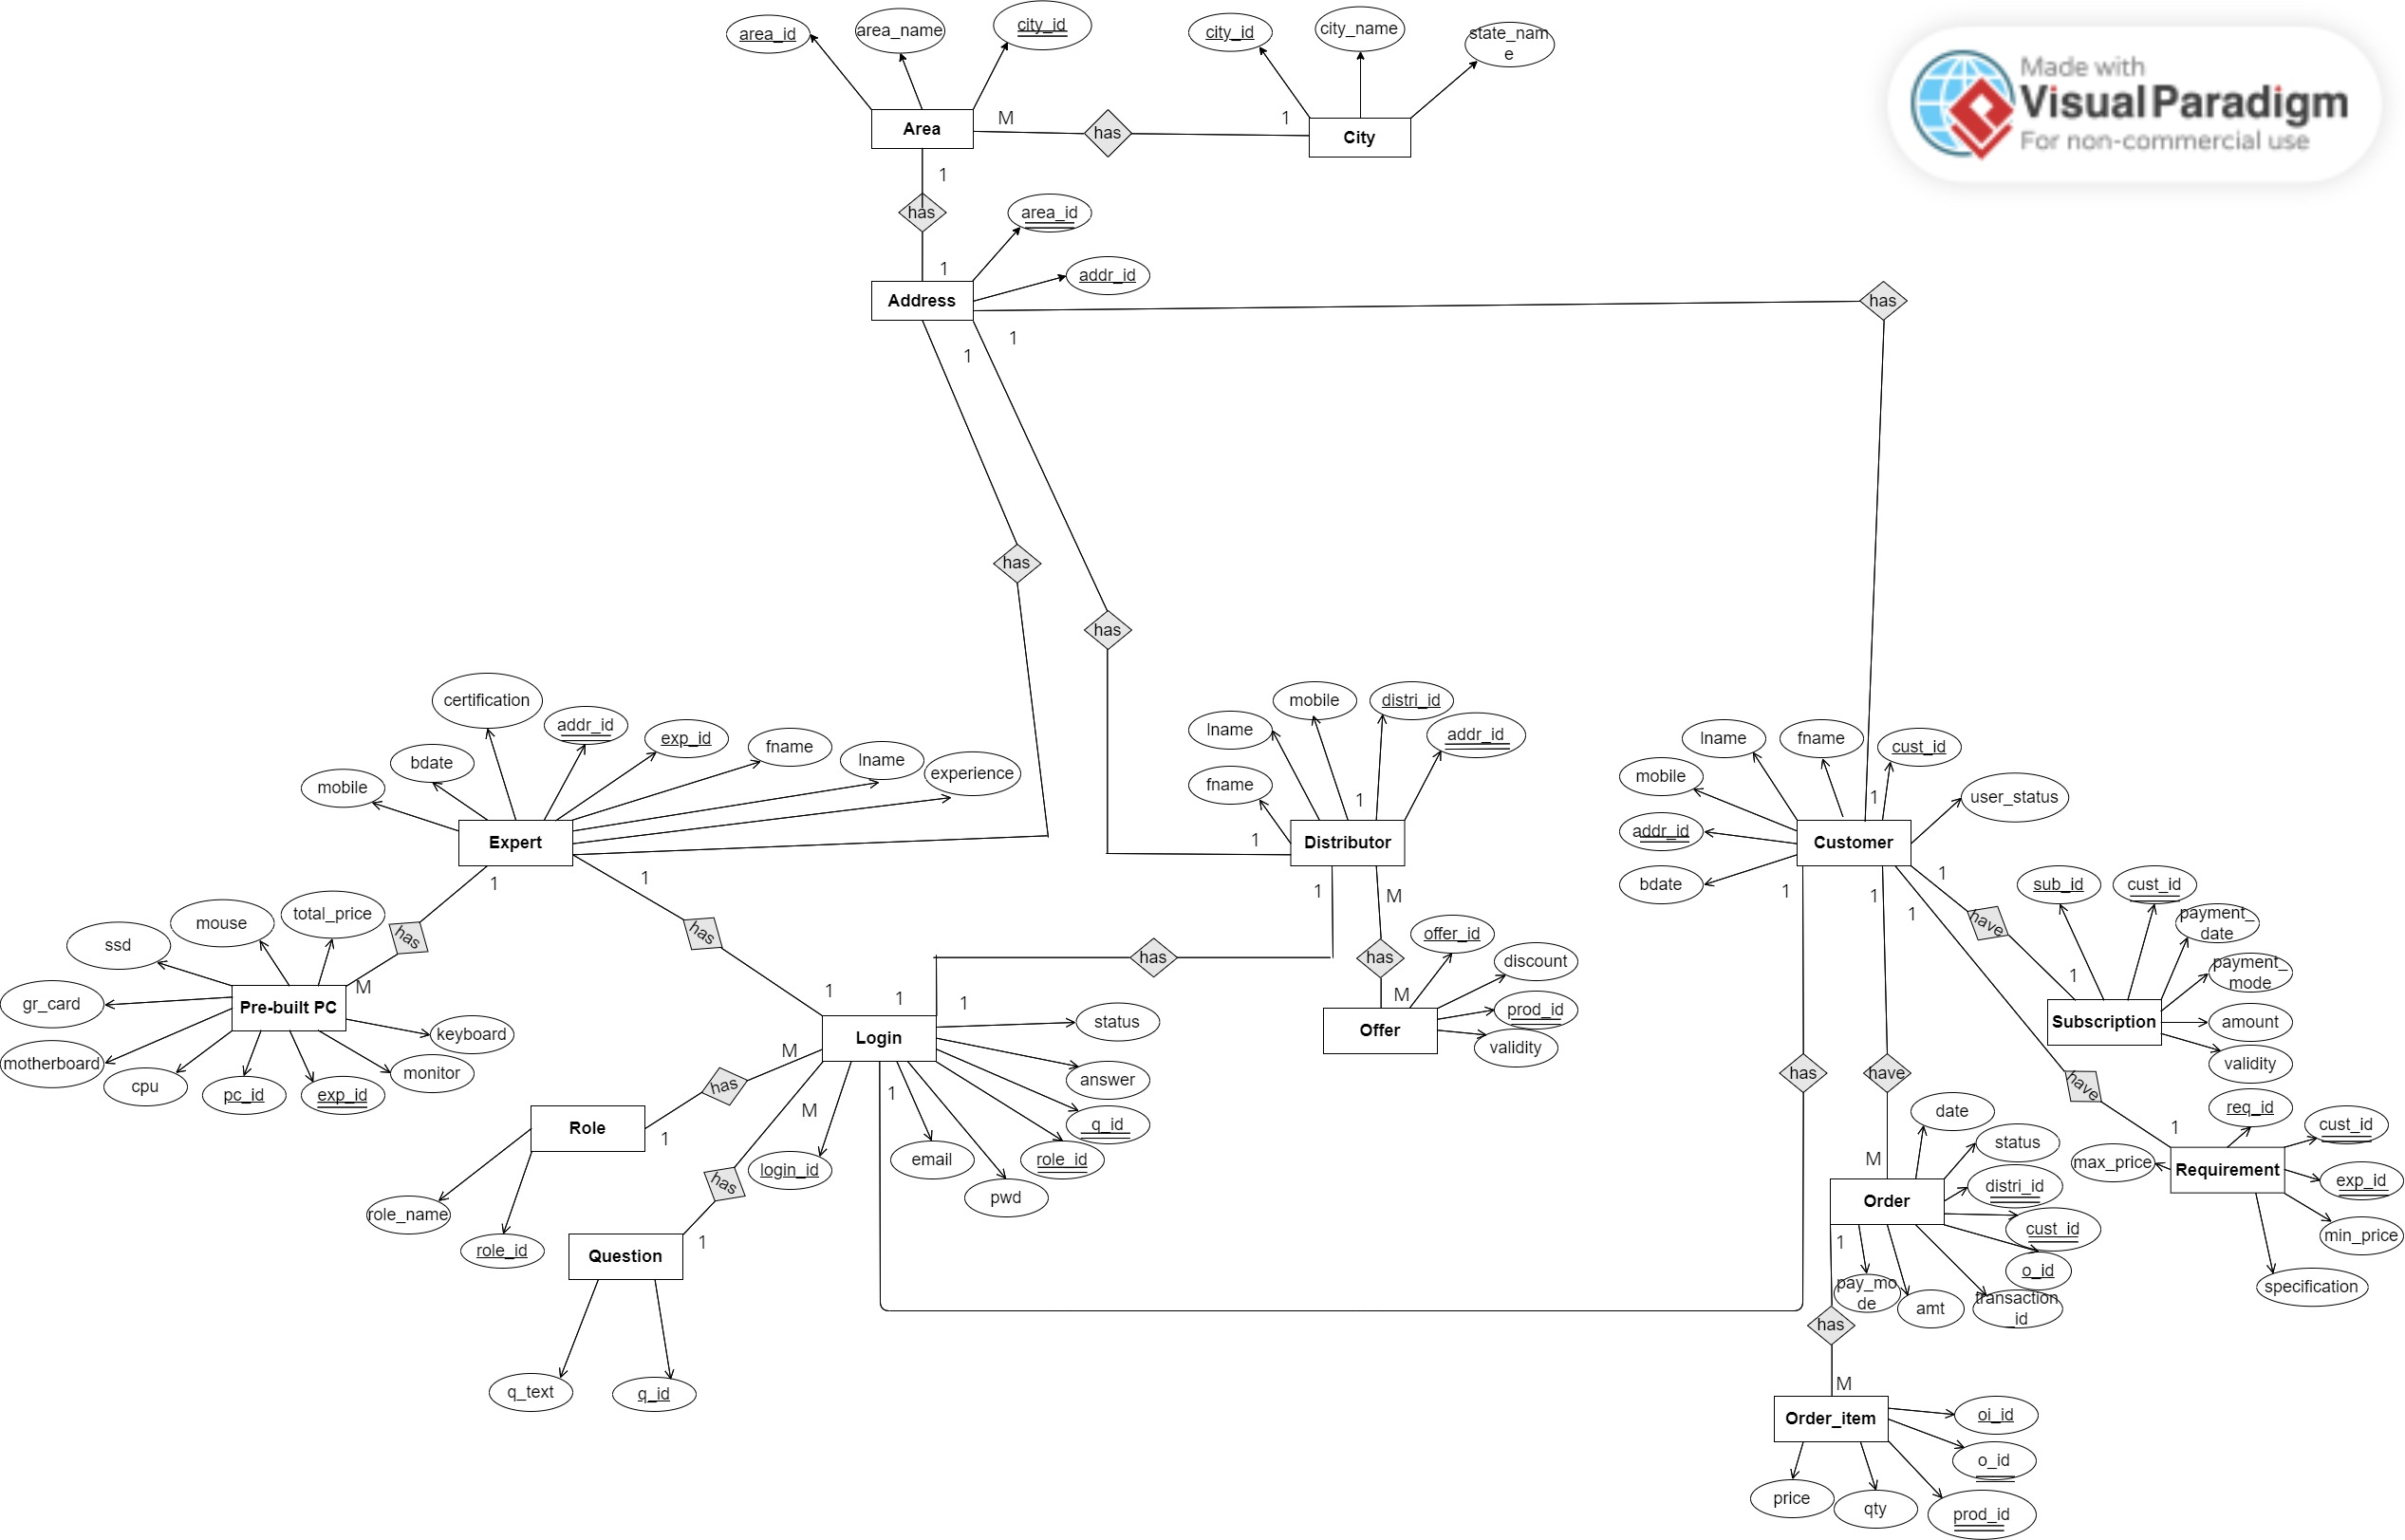 area_id
area_name
city_id
city_id
city_name
state_nam
e
Made with
Visual Paradigm
For non-commercial use
Area
M
has
1
City
1
has
area_id
1
addr_id
Address
has
1
1
has
has
certification
addr_id
exp_id
fname
lname
experience
bdate
mobile
Expert
1
1
mobile
distri_id
lname
addr_id
fname
1
1
Distributor
1
M
lname
fname
cust_id
mobile
user_status
1
addr_id
Customer
bdate
1
1
1
1
sub_id
cust_id
payment_
date
payment_
mode
amount
validity
have
1
Subscription
total_price
mouse
ssd
has
M
gr_card
Pre-built PC
keyboard
motherboard
monitor
cpu
pc_id
exp_id
has
has
has
offer_id
discount
M
prod_id
Offer
validity
1
1
1
status
Login
M
answer
has
1
M
q_id
email
role_id
login_id
pwd
Role
1
role_name
role_id
has
Question
1
q_text
q_id
has
have
have
req_id
1
cust_id
max_price
Requirement
exp_id
min_price
specification
date
status
M
distri_id
Order
cust_id
1
o_id
pay_mo
de
amt
transaction
_id
has
M
Order_item
oi_id
o_id
price
qty
prod_id